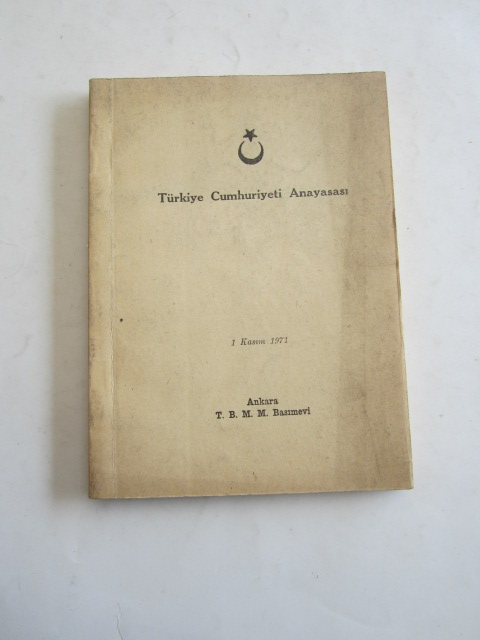 Türkiye Cumhuriyeti Anayasası
1 Kasım 1971
Ankara
T. B. M. M. Basımevi